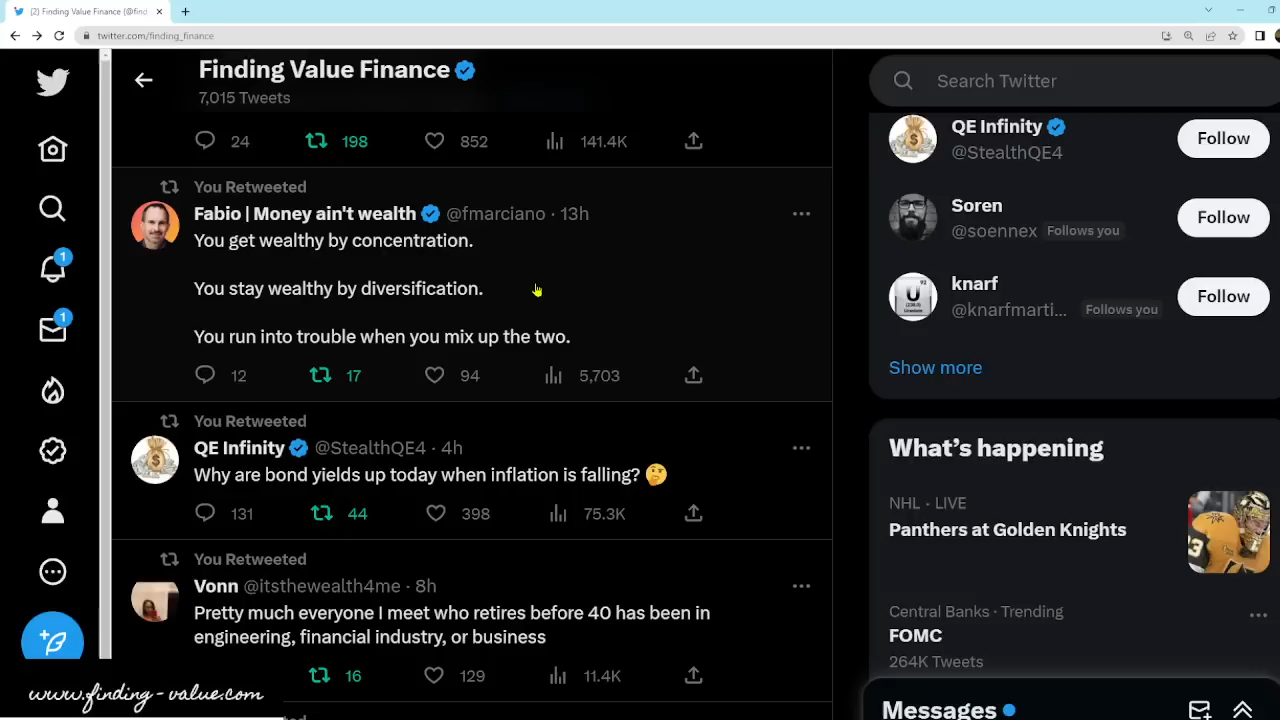 (2) Finding Value Finance (@find
twitter.com/finding_finance
Finding Value Finance
7,015 Tweets
24 198 852 141.4K
You Retweeted
Fabio | Money ain't wealth @fmarciano · 13h
You get wealthy by concentration.
You stay wealthy by diversification.
You run into trouble when you mix up the two.
12 17 94 5,703
You Retweeted
QE Infinity @StealthQE4 · 4h
Why are bond yields up today when inflation is falling? 🤔
131 44 398 75.3K
You Retweeted
Vonn @itsthewealth4me · 8h
Pretty much everyone I meet who retires before 40 has been in
engineering, financial industry, or business
16 129 11.4K
1
1
www.finding-value.com
Search Twitter
QE Infinity
@StealthQE4
Follow
Soren
@soennex Follows you
Follow
knarf
@knarfmarti... Follows you
Follow
92
U
Show more
What's happening
NHL · LIVE
Panthers at Golden Knights
Central Banks · Trending
FOMC
264K Tweets
Messages